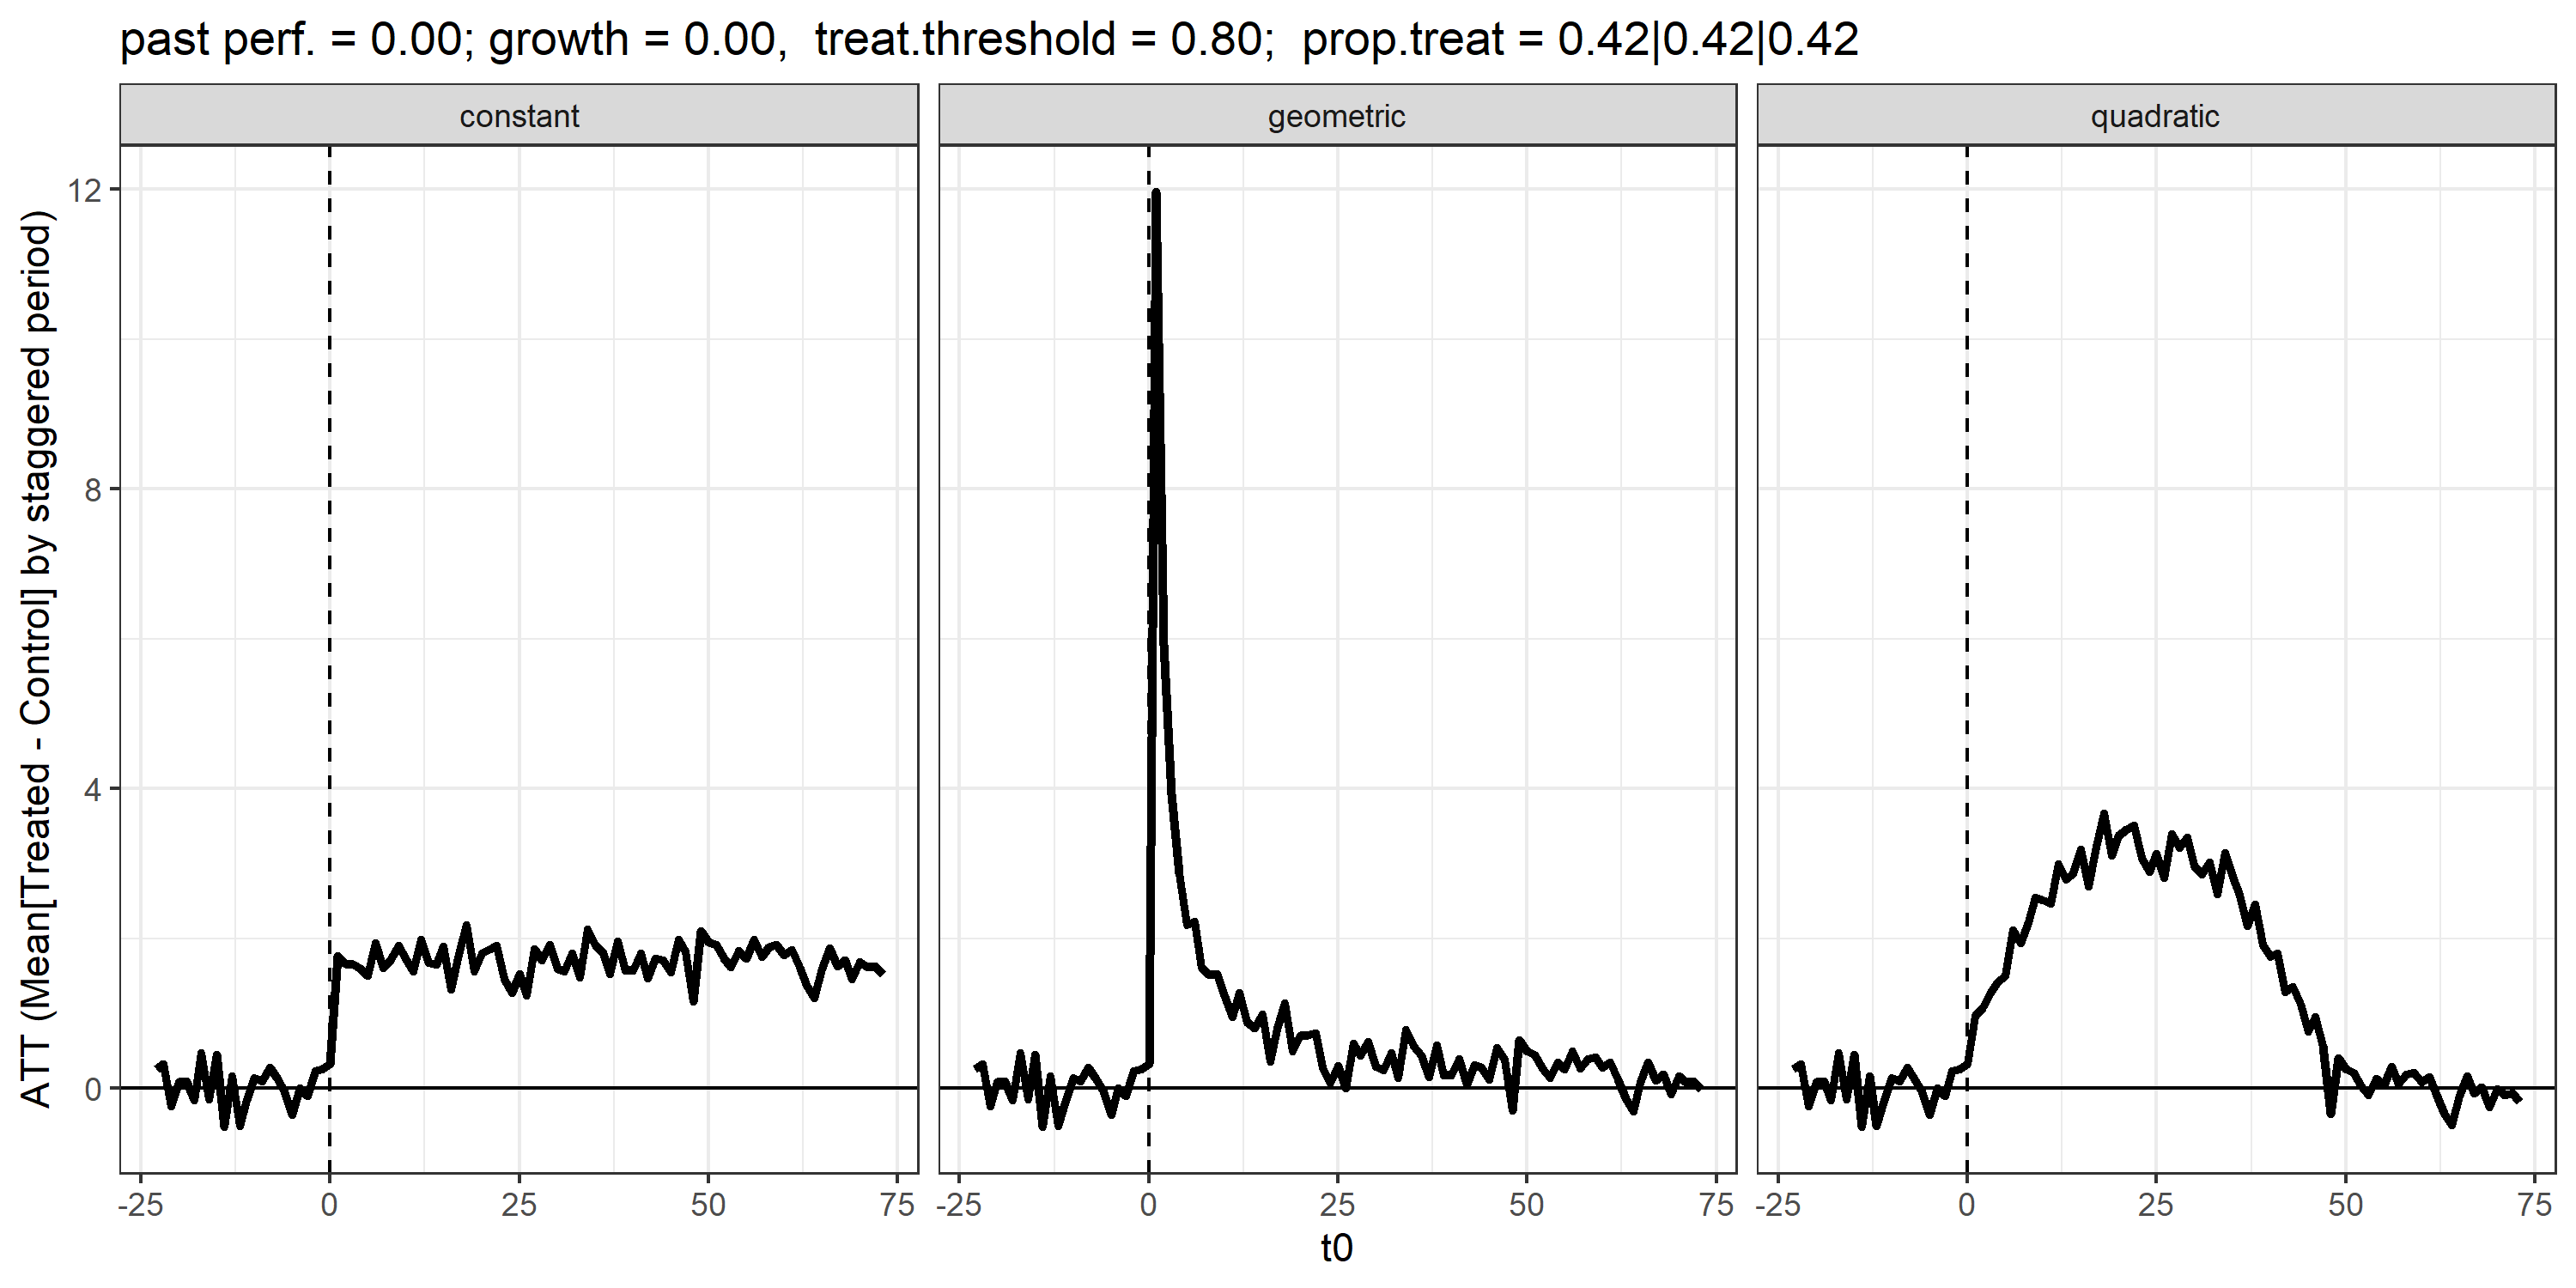 past perf. = 0.00; growth = 0.00,  treat.threshold = 0.80;  prop.treat = 0.42|0.42|0.42
constant geometric quadratic
ATT (Mean[Treated - Control] by staggered period)
12
8
4
0
-25 0 25 50 75 -25 0 25 50 75 -25 0 25 50 75
t0